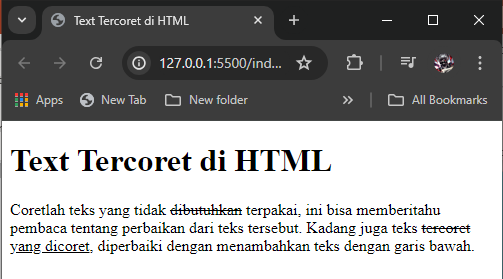 Text Tercoret di HTML
127.0.0.1:5500/ind...
Apps New Tab New folder All Bookmarks
Text Tercoret di HTML
Coretlah teks yang tidak dibutuhkan terpakai, ini bisa memberitahu
pembaca tentang perbaikan dari teks tersebut. Kadang juga teks tercoret
yang dicoret, diperbaiki dengan menambahkan teks dengan garis bawah.